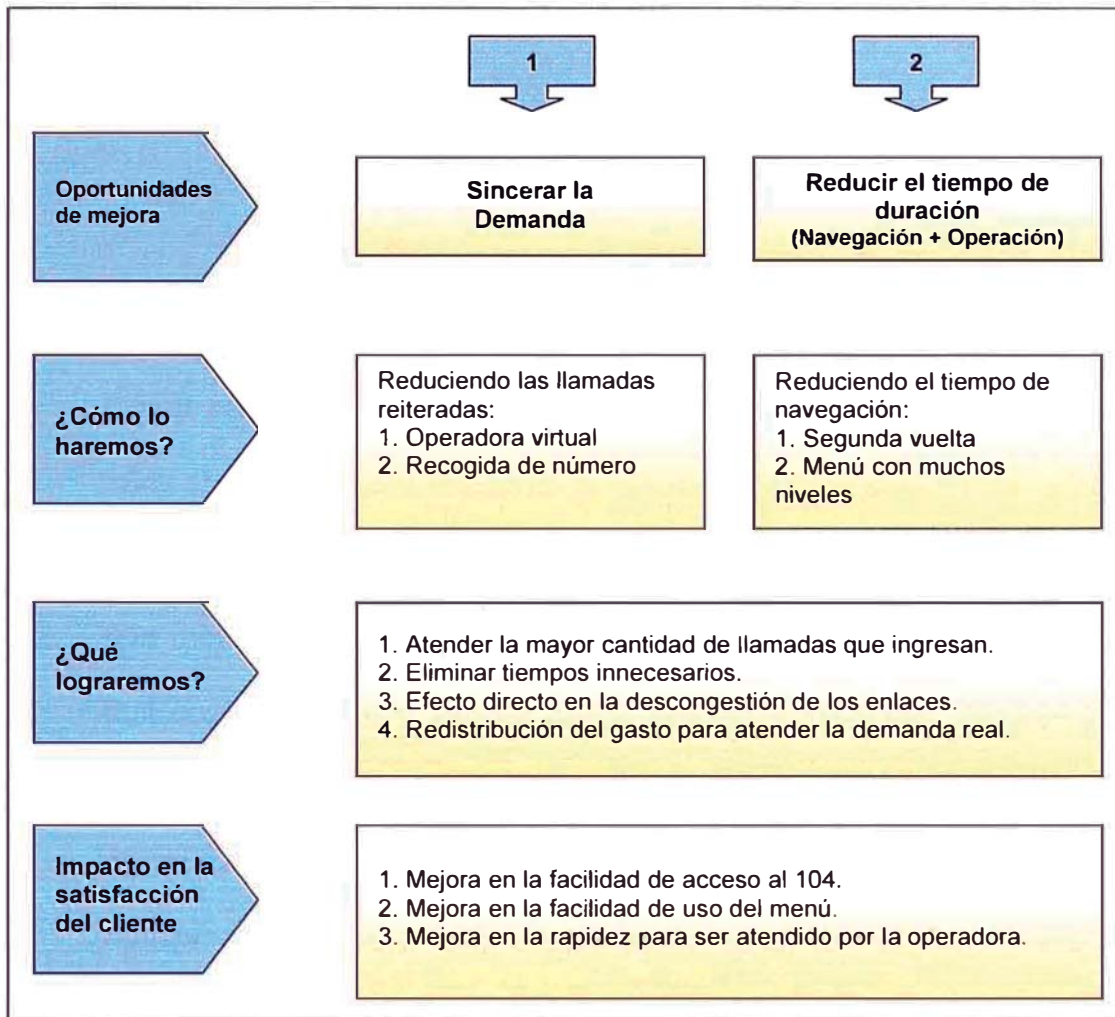 1
2
Oportunidades
de mejora
Sincerar la
Demanda
Reducir el tiempo de
duración
(Navegación + Operación)
¿Cómo lo
haremos?
Reduciendo las llamadas
reiteradas:
1. Operadora virtual
2. Recogida de número
Reduciendo el tiempo de
navegación:
1. Segunda vuelta
2. Menú con muchos
niveles
¿Qué
lograremos?
1. Atender la mayor cantidad de llamadas que ingresan.
2. Eliminar tiempos innecesarios.
3. Efecto directo en la descongestión de los enlaces.
4. Redistribución del gasto para atender la demanda real.
Impacto en la
satisfacción
del cliente
1. Mejora en la facilidad de acceso al 104.
2. Mejora en la facilidad de uso del menú.
3. Mejora en la rapidez para ser atendido por la operadora.